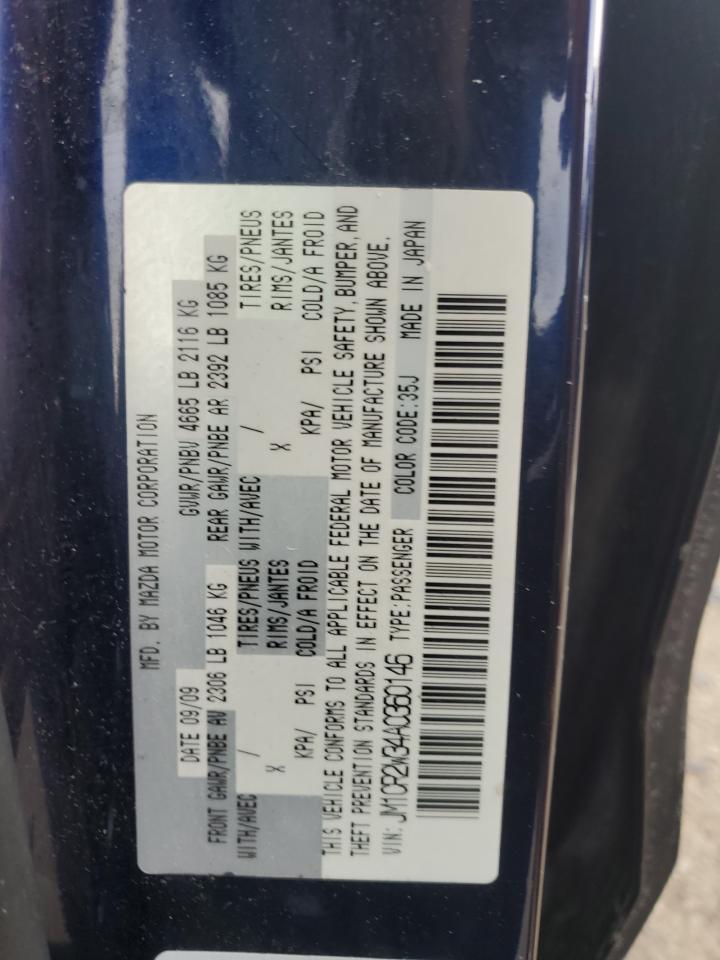 MFD. BY MAZDA MOTOR CORPORATION
DATE 09/09 GVWR/PNBV 4665 LB 2116 KG
FRONT GAWR/PNBE AV 2306 LB 1046 KG REAR GAWR/PNBE AR 2392 LB 1085 KG
WITH/AVEC / TIRES/PNEUS WITH/AVEC / TIRES/PNEUS
X RIMS/JANTES X RIMS/JANTES
KPA/ PSI COLD/A FROID KPA/ PSI COLD/A FROID
THIS VEHICLE CONFORMS TO ALL APPLICABLE FEDERAL MOTOR VEHICLE SAFETY, BUMPER, AND
THEFT PREVENTION STANDARDS IN EFFECT ON THE DATE OF MANUFACTURE SHOWN ABOVE.
VIN: JM1CR2W34A0360146 TYPE:PASSENGER COLOR CODE:35J MADE IN JAPAN